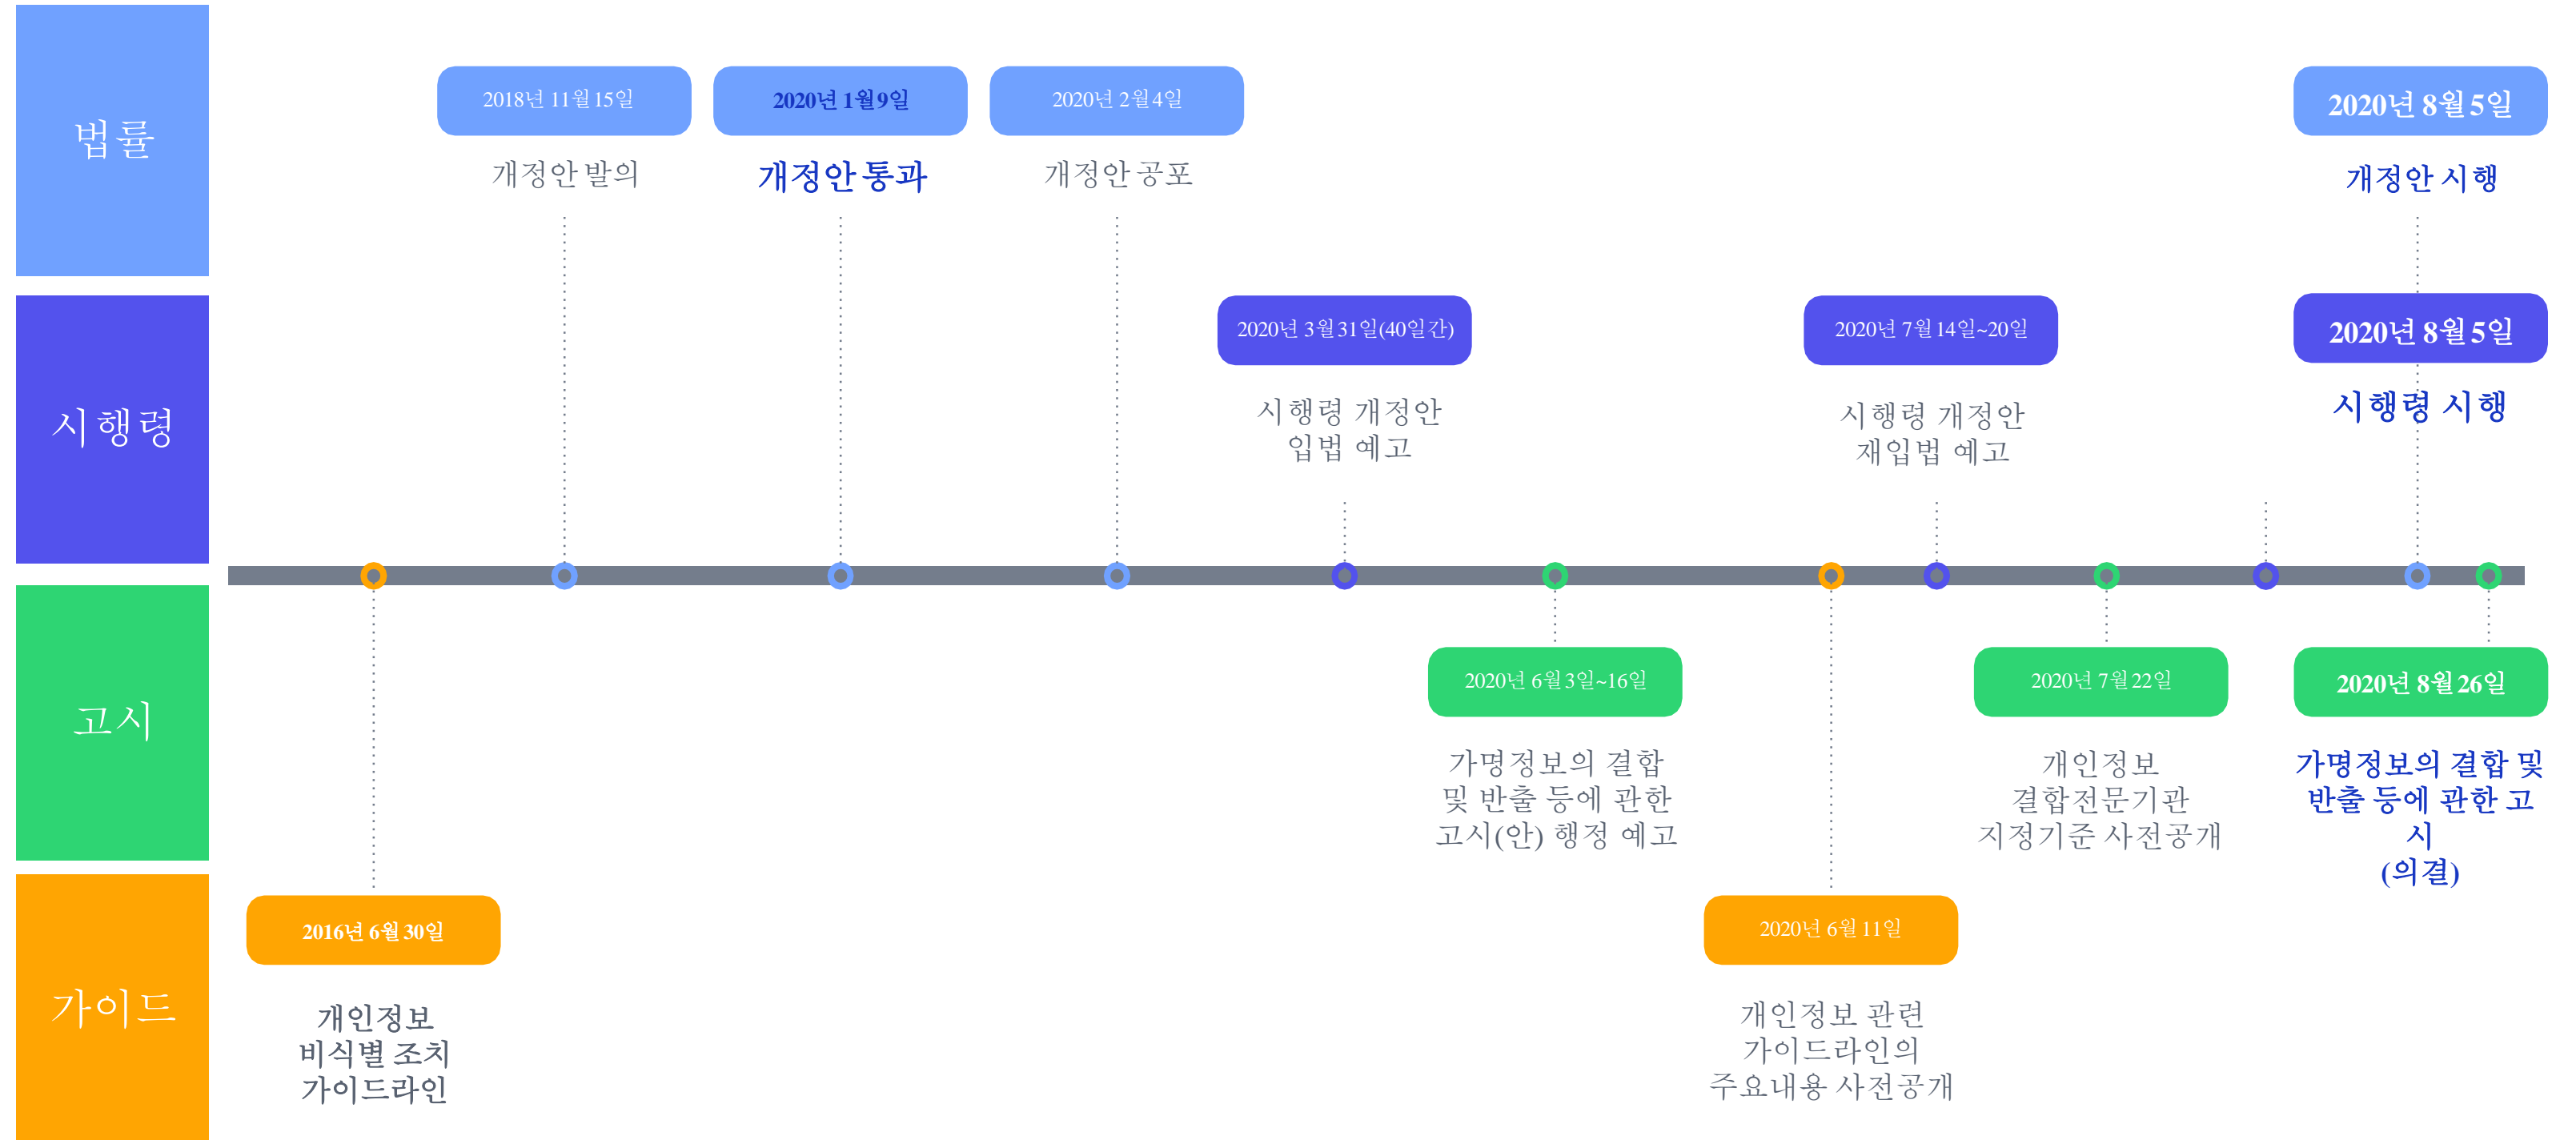 법률
2018년 11월 15일
개정안 발의
2020년 1월 9일
개정안 통과
2020년 2월 4일
개정안 공포
2020년 8월 5일
개정안 시행
시행령
2020년 3월 31일(40일간)
시행령 개정안
입법 예고
2020년 7월 14일~20일
시행령 개정안
재입법 예고
2020년 8월 5일
시행령 시행
고시
2020년 6월 3일~16일
가명정보의 결합
및 반출 등에 관한
고시(안) 행정 예고
2020년 7월 22일
개인정보
결합전문기관
지정기준 사전공개
2020년 8월 26일
가명정보의 결합 및
반출 등에 관한 고
시
(의결)
가이드
2016년 6월 30일
개인정보
비식별 조치
가이드라인
2020년 6월 11일
개인정보 관련
가이드라인의
주요내용 사전공개